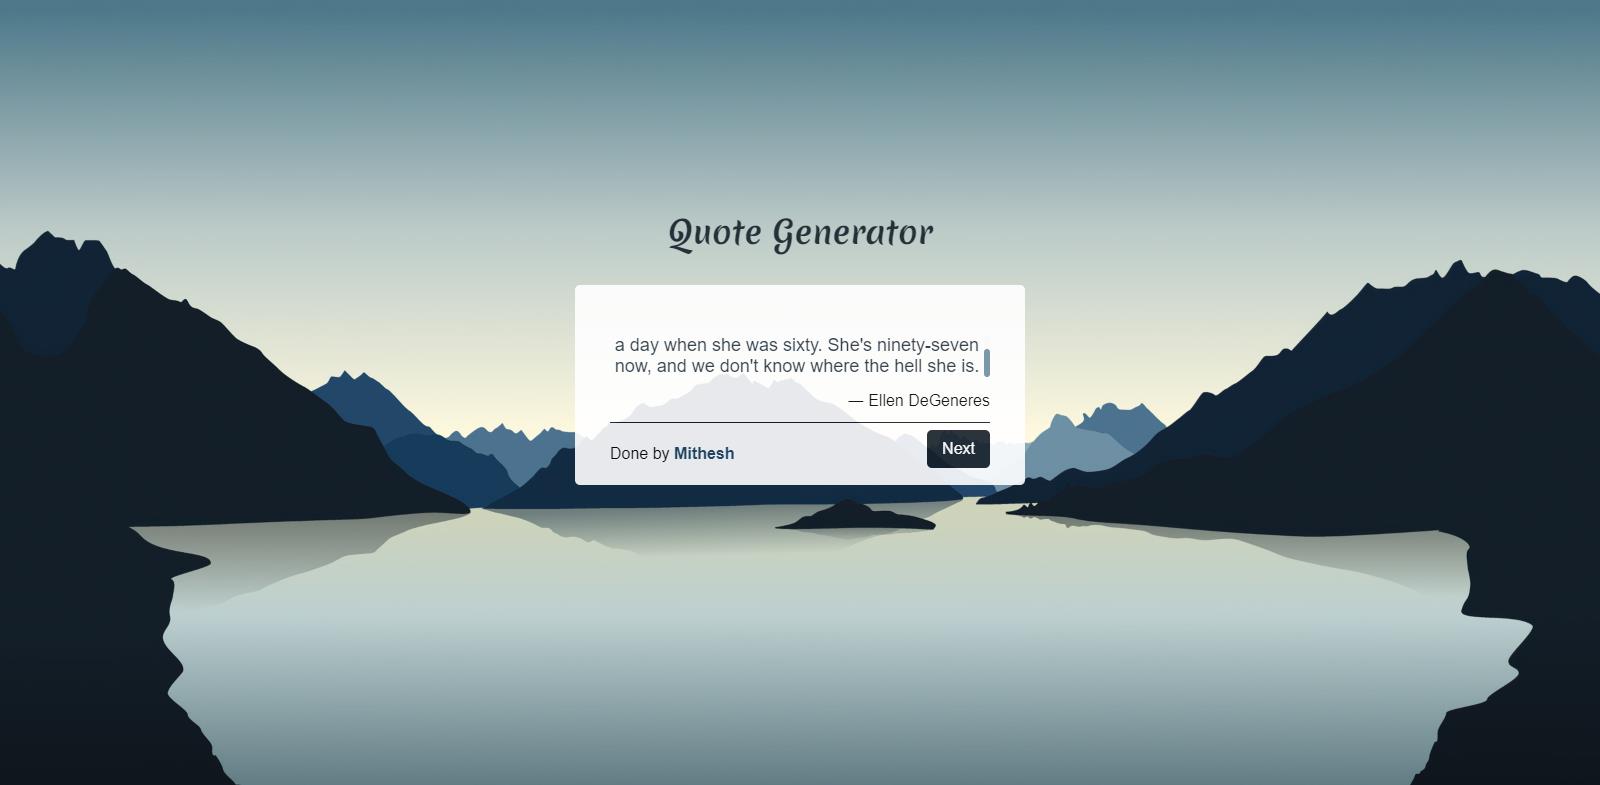 Quote Generator
a day when she was sixty. She's ninety-seven
now, and we don't know where the hell she is.
— Ellen DeGeneres
Done by Mithesh
Next